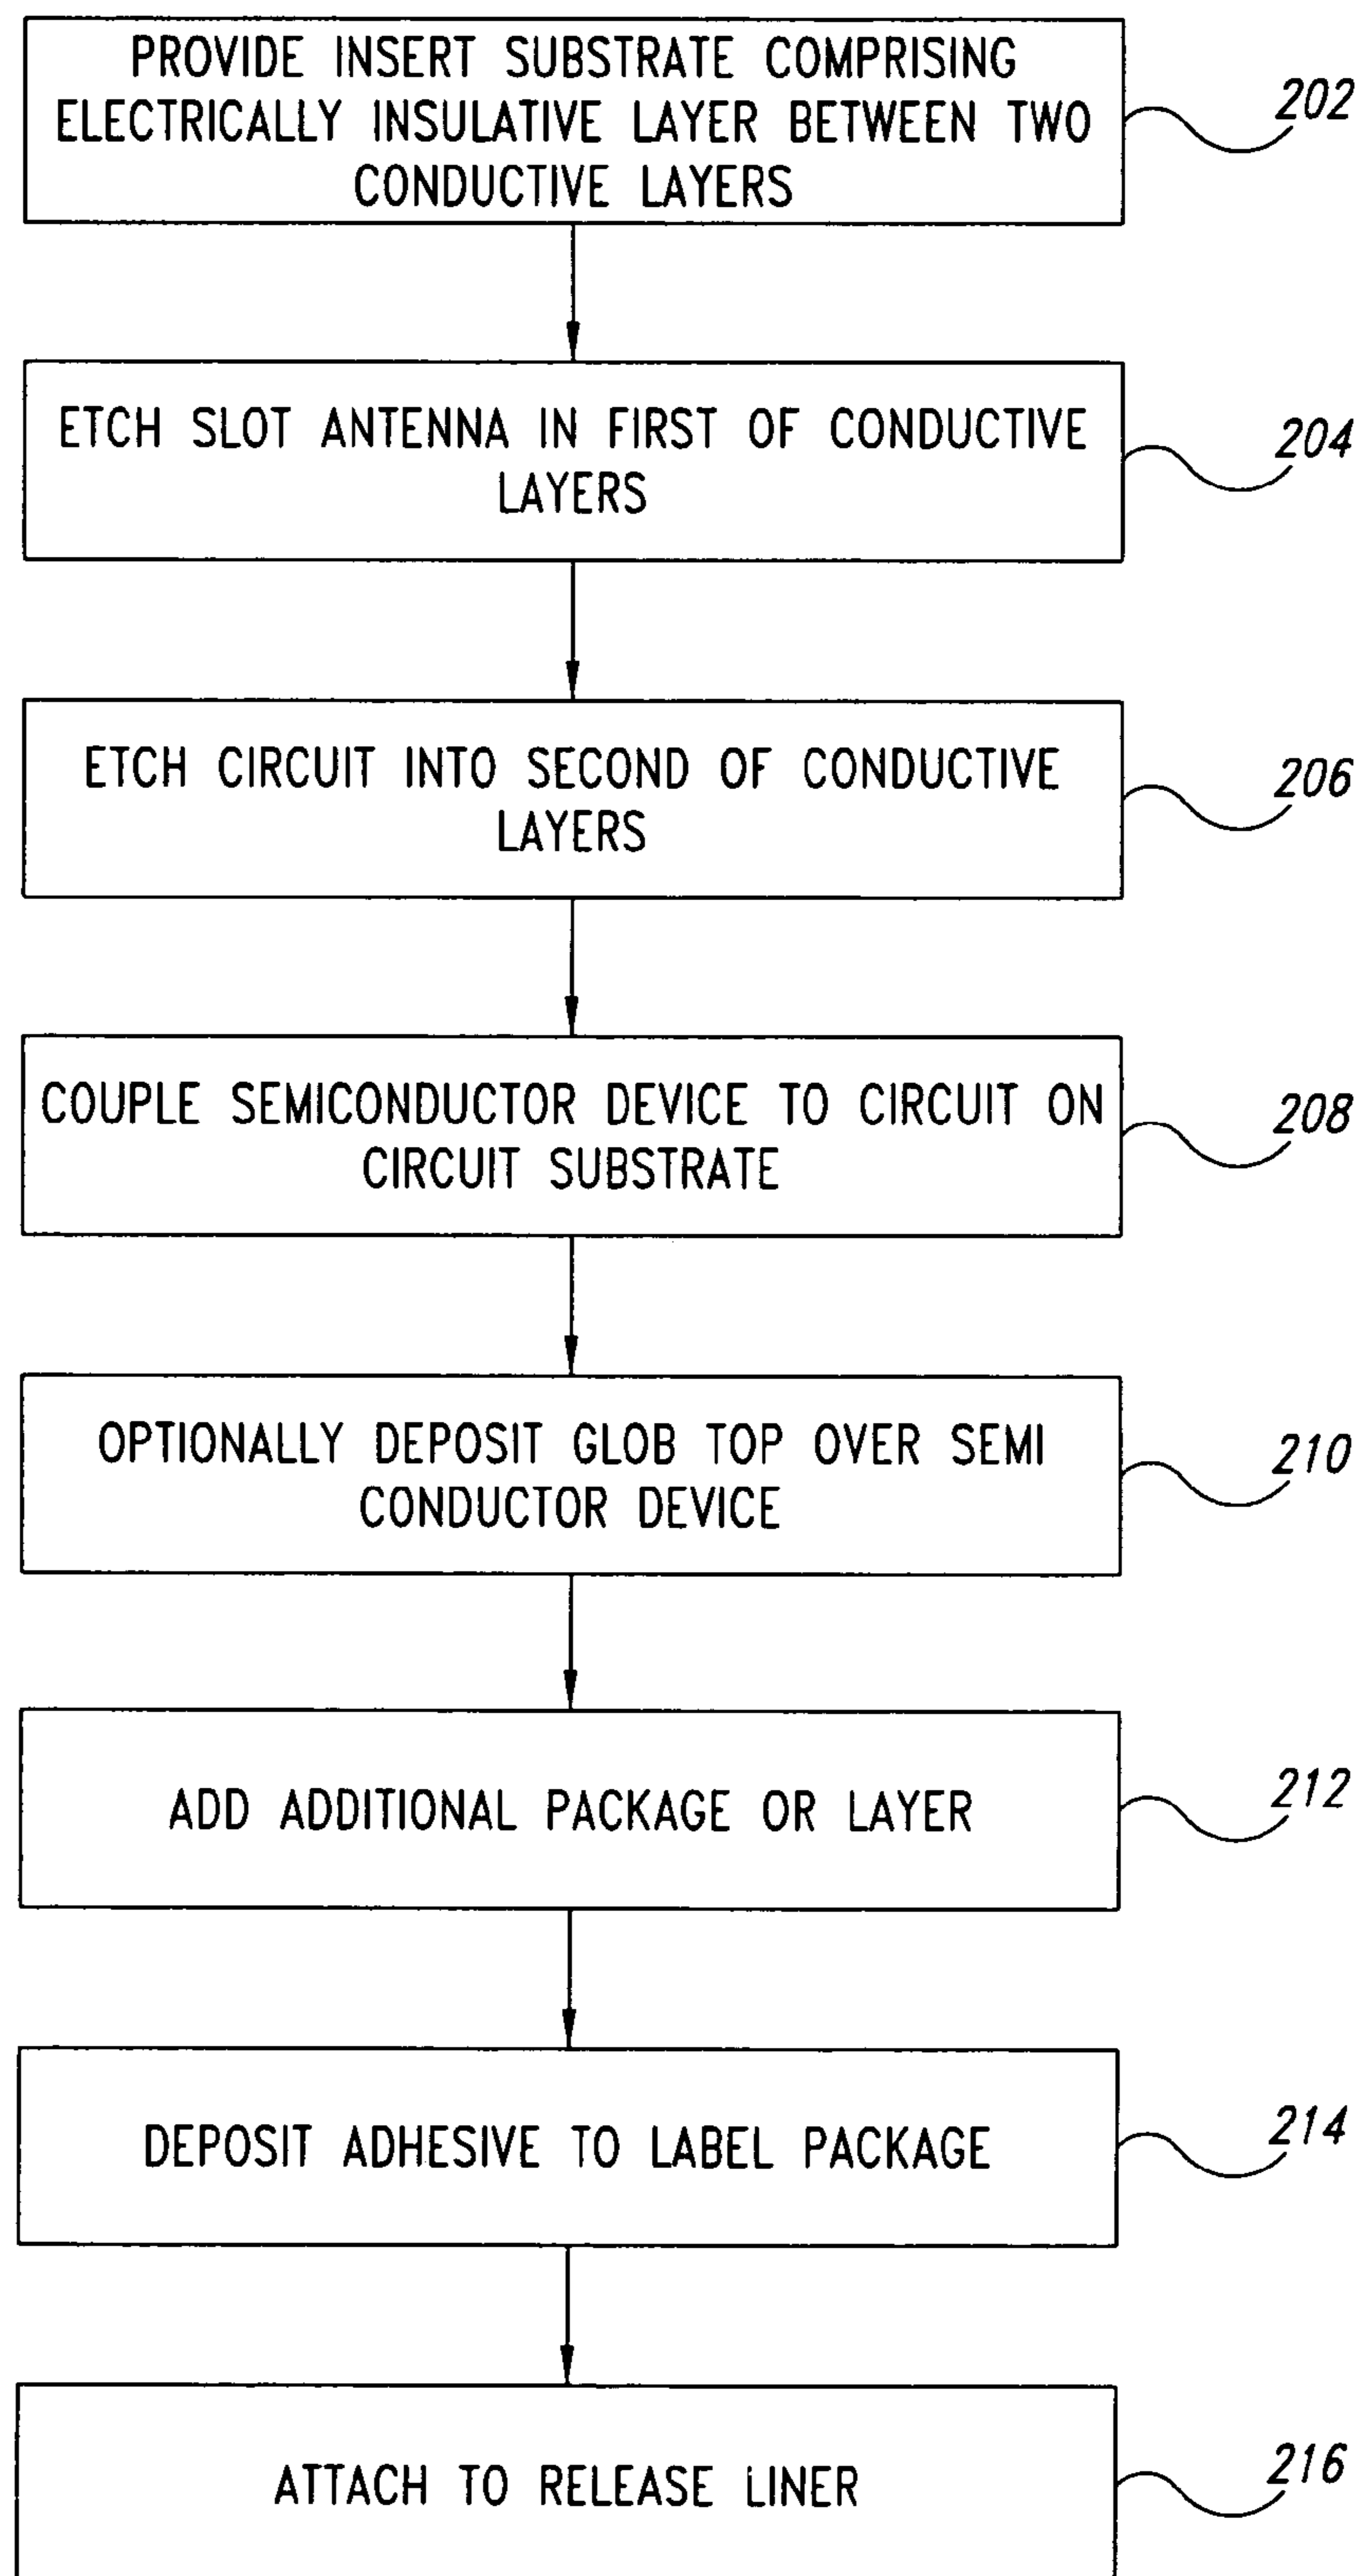 PROVIDE INSERT SUBSTRATE COMPRISING
ELECTRICALLY INSULATIVE LAYER BETWEEN TWO
CONDUCTIVE LAYERS
202
ETCH SLOT ANTENNA IN FIRST OF CONDUCTIVE
LAYERS
204
ETCH CIRCUIT INTO SECOND OF CONDUCTIVE
LAYERS
206
COUPLE SEMICONDUCTOR DEVICE TO CIRCUIT ON
CIRCUIT SUBSTRATE
208
OPTIONALLY DEPOSIT GLOB TOP OVER SEMI
CONDUCTOR DEVICE
210
ADD ADDITIONAL PACKAGE OR LAYER
212
DEPOSIT ADHESIVE TO LABEL PACKAGE
214
ATTACH TO RELEASE LINER
216